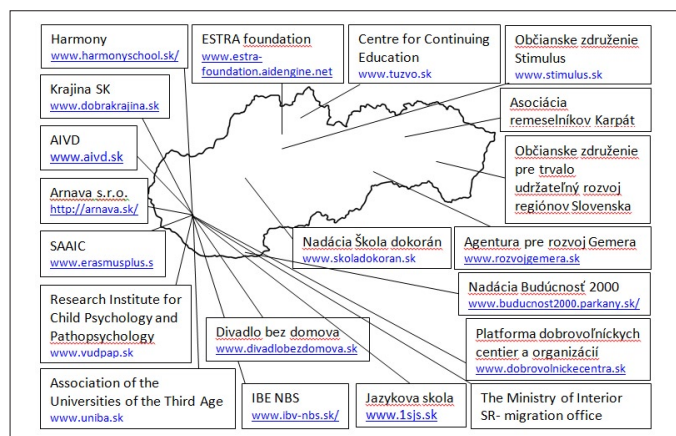 Harmony
www.harmonyschool.sk/
ESTRA foundation
www.estra-
foundation.aidengine.net
Centre for Continuing
Education
www.tuzvo.sk
Občianske združenie
Stimulus
www.stimulus.sk
Krajina SK
www.dobrakrajina.sk
Asociácia
remeselníkov Karpát
AIVD
www.aivd.sk
Občianske združenie
pre trvalo
udržateľný rozvoj
regiónov Slovenska
Arnava s.r.o.
http://arnava.sk/
SAAIC
www.erasmusplus.s
Nadácia Škola dokorán
www.skoladokoran.sk
Agentura pre rozvoj Gemera
www.rozvojgemera.sk
Nadácia Budúcnosť 2000
www.buducnost2000.parkany.sk/
Research Institute for
Child Psychology and
Pathopsychology
www.vudpap.sk
Divadlo bez domova
www.divadlobezdomova.sk
Platforma dobrovoľníckych
centier a organizácií
www.dobrovolnickecentra.sk
Association of the
Universities of the Third Age
www.uniba.sk
IBE NBS
www.ibv-nbs.sk/
Jazykova skola
www.1sjs.sk
The Ministry of Interior
SR- migration office